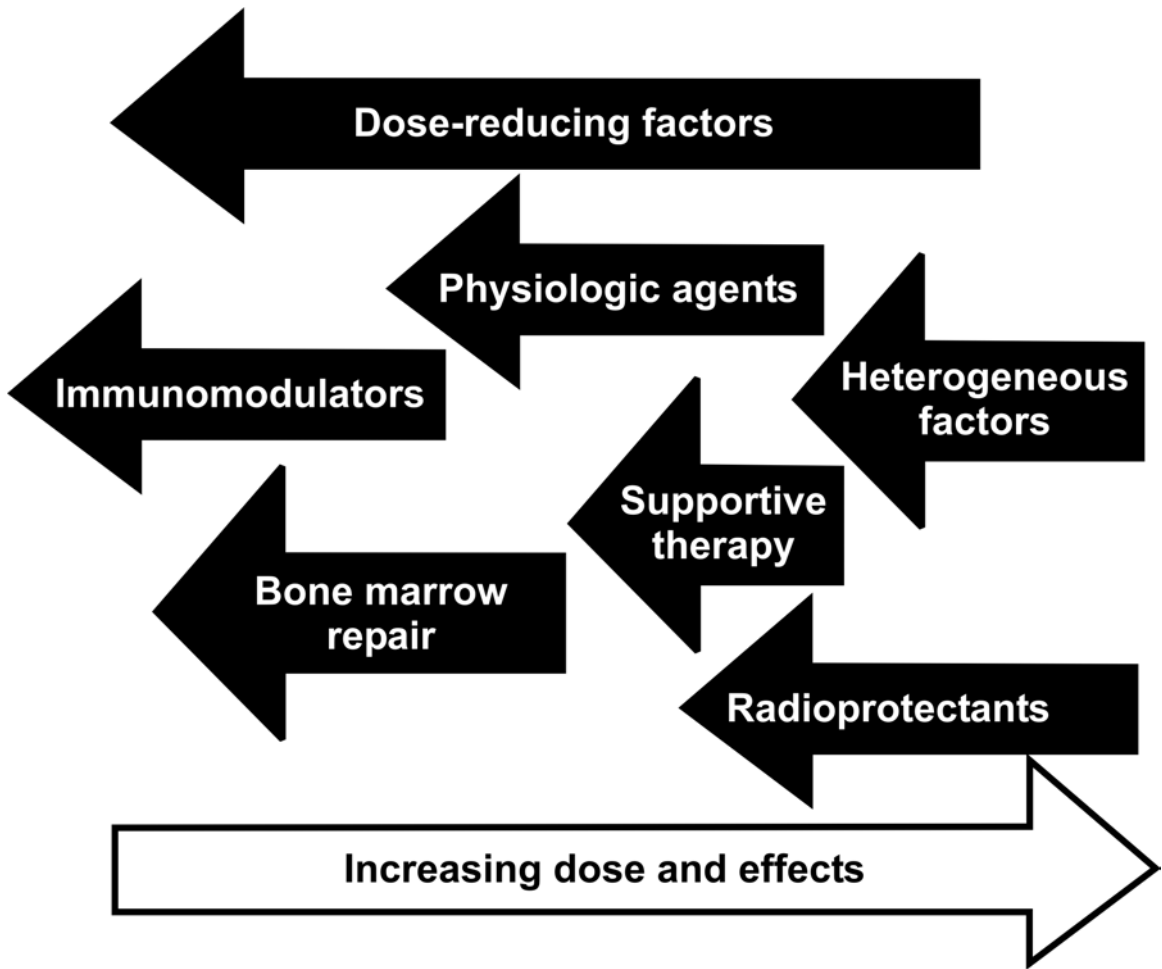 Dose-reducing factors
Physiologic agents
Heterogeneous
factors
Immunomodulators
Supportive
therapy
Bone marrow
repair
Radioprotectants
Increasing dose and effects